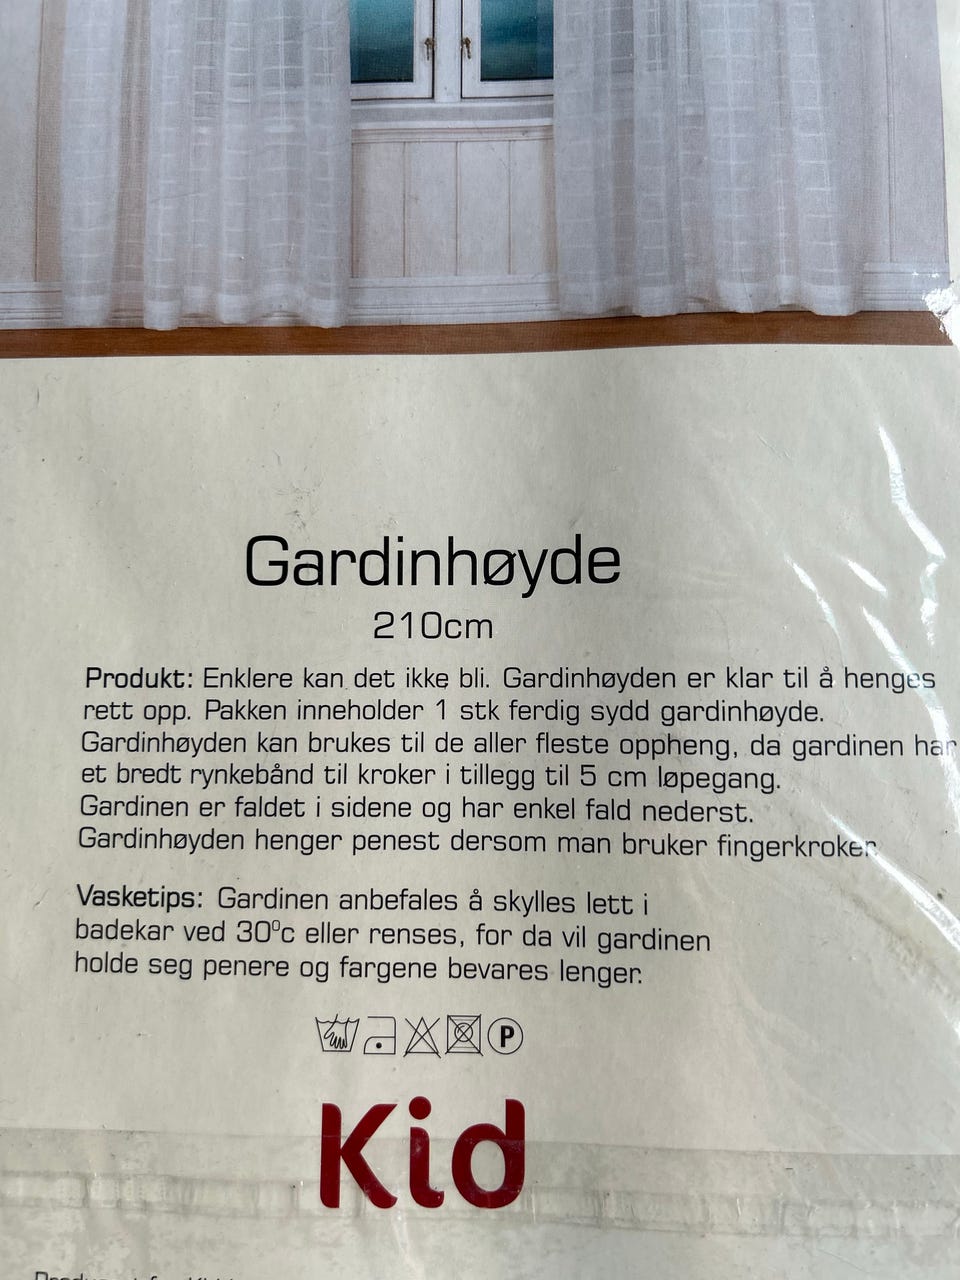 Gardinhøyde
210cm
Produkt: Enklere kan det ikke bli. Gardinhøyden er klar til å henges
rett opp. Pakken inneholder 1 stk ferdig sydd gardinhøyde.
Gardinhøyden kan brukes til de aller fleste oppheng, da gardinen har
et bredt rynkebånd til kroker i tillegg til 5 cm løpegang.
Gardinen er faldet i sidene og har enkel fald nederst.
Gardinhøyden henger penest dersom man bruker fingerkroker
Vasketips: Gardinen anbefales å skylles lett i
badekar ved 30⁰c eller renses, for da vil gardinen
holde seg penere og fargene bevares lenger.
P
Kid